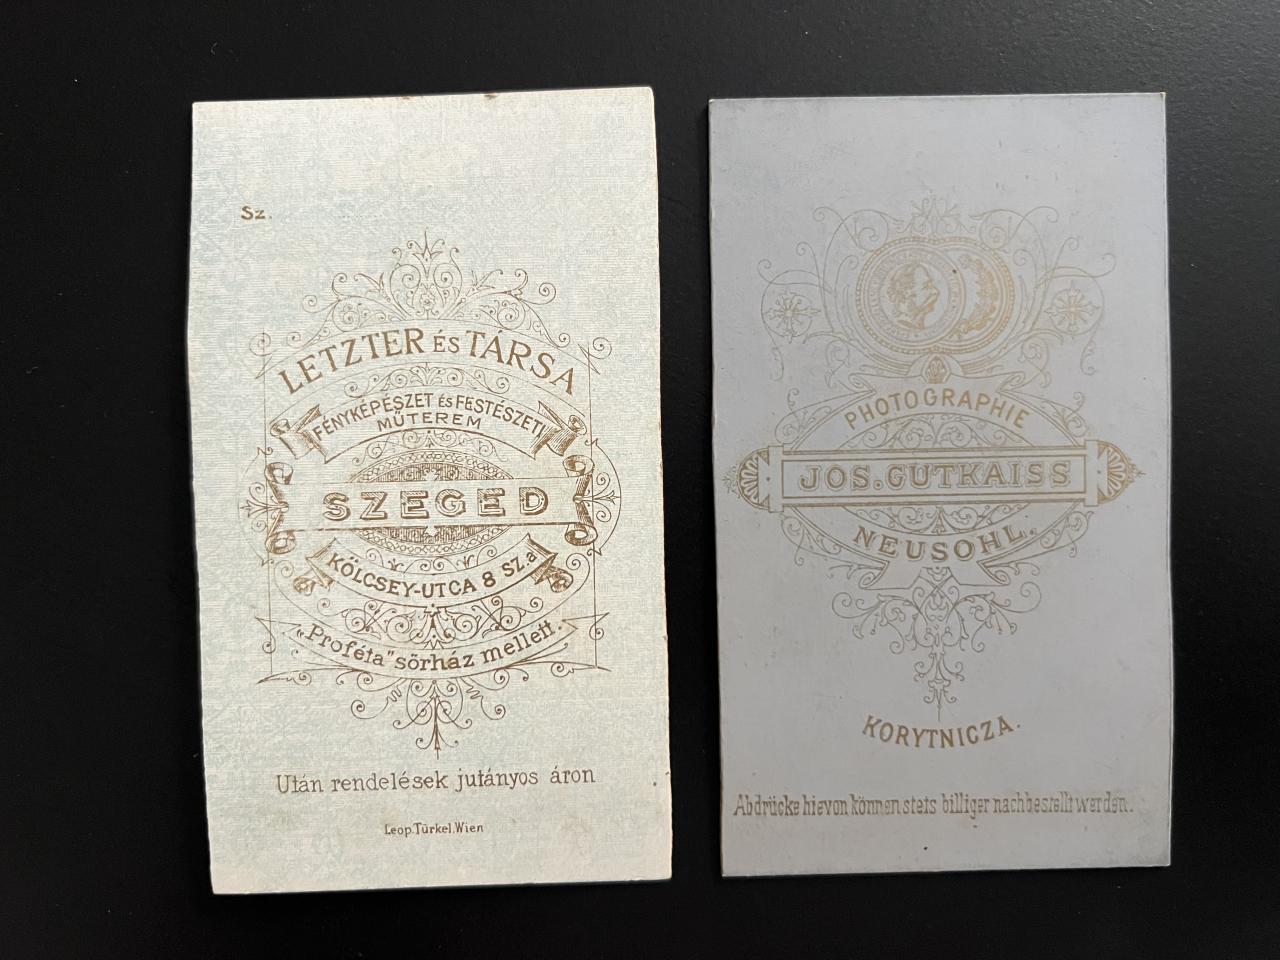 Sz.
LETZTER ÉS TÁRSA
FÉNYKÉPÉSZET ÉS FESTÉSZETI
MŰTEREM
SZEGED
KÖLCSEY-UTCA 8 SZ.a
„Proféta" sörház mellett.
Után rendelések jutányos áron
Leop. Türkel. Wien
PHOTOGRAPHIE
JOS. GUTKAISS
NEUSOHL.
KORYTNICZA.
Abdrücke hievon können stets billiger nachbestellt werden.